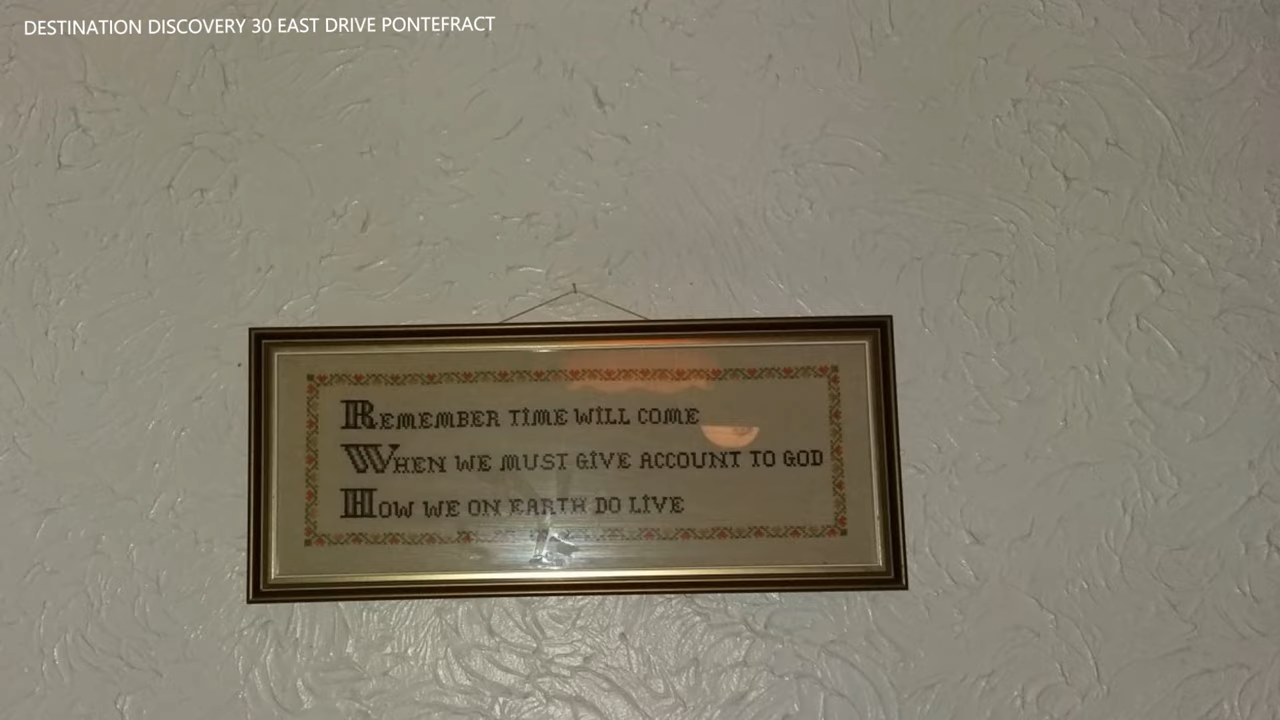 DESTINATION DISCOVERY 30 EAST DRIVE PONTEFRACT
REMEMBER TIME WILL COME
WHEN WE MUST GIVE ACCOUNT TO GOD
HOW WE ON EARTH DO LIVE